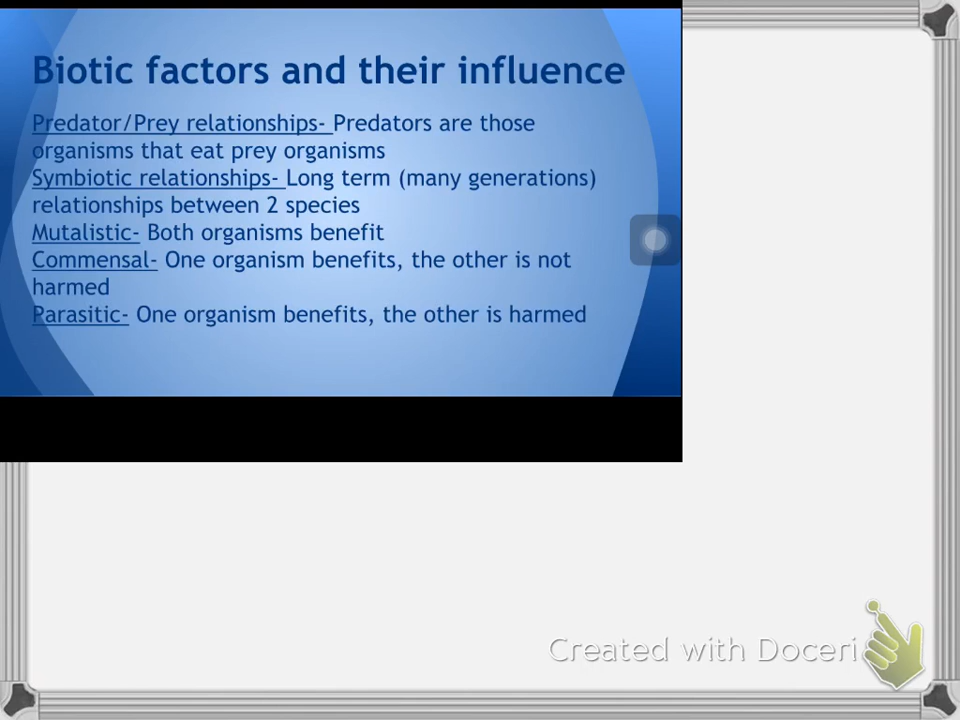 Biotic factors and their influence
Predator/Prey relationships- Predators are those
organisms that eat prey organisms
Symbiotic relationships- Long term (many generations)
relationships between 2 species
Mutalistic- Both organisms benefit
Commensal- One organism benefits, the other is not
harmed
Parasitic- One organism benefits, the other is harmed
Created with Doceri